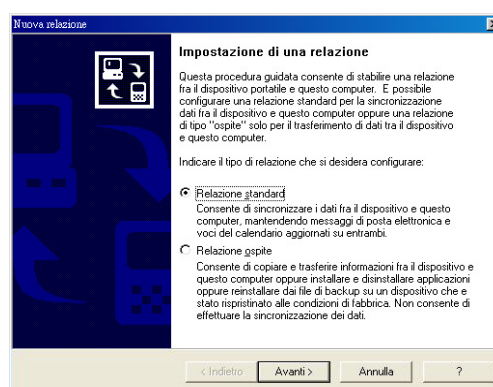 Nuova relazione
Impostazione di una relazione
Questa procedura guidata consente di stabilire una relazione
fra il dispositivo portatile e questo computer. E possibile
configurare una relazione standard per la sincronizzazione
dati fra il dispositivo e questo computer oppure una relazione
di tipo "ospite" solo per il trasferimento di dati tra il dispositivo
e questo computer.
Indicare il tipo di relazione che si desidera configurare:
Relazione standard
Consente di sincronizzare i dati fra il dispositivo e questo
computer, mantendendo messaggi di posta elettronica e
voci del calendario aggiornati su entrambi.
Relazione ospite
Consente di copiare e trasferire informazioni fra il dispositivo e
questo computer oppure installare e disinstallare applicazioni
oppure reinstallare dai file di backup su un dispositivo che e
stato rispristinato alle condizioni di fabbrica. Non consente di
effettuare la sincronizzazione dei dati.
< Indietro
Avanti >
Annulla
?